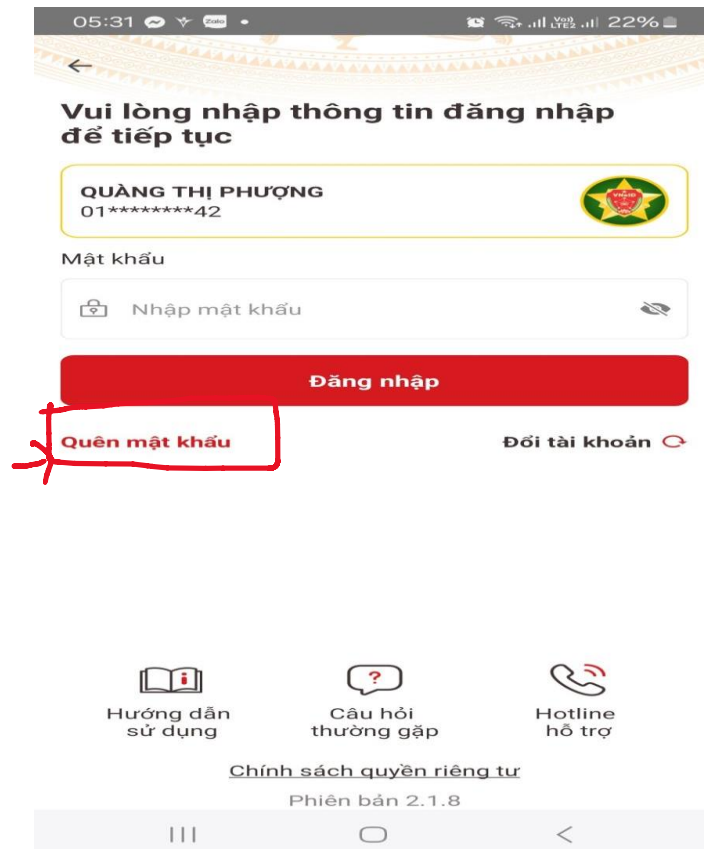 05:31
22%
Vui lòng nhập thông tin đăng nhập
để tiếp tục
QUÀNG THỊ PHƯỢNG
01********42
Mật khẩu
Nhập mật khẩu
Đăng nhập
Quên mật khẩu
Đổi tài khoản
Hướng dẫn
sử dụng
Câu hỏi
thường gặp
Hotline
hỗ trợ
Chính sách quyền riêng tư
Phiên bản 2.1.8